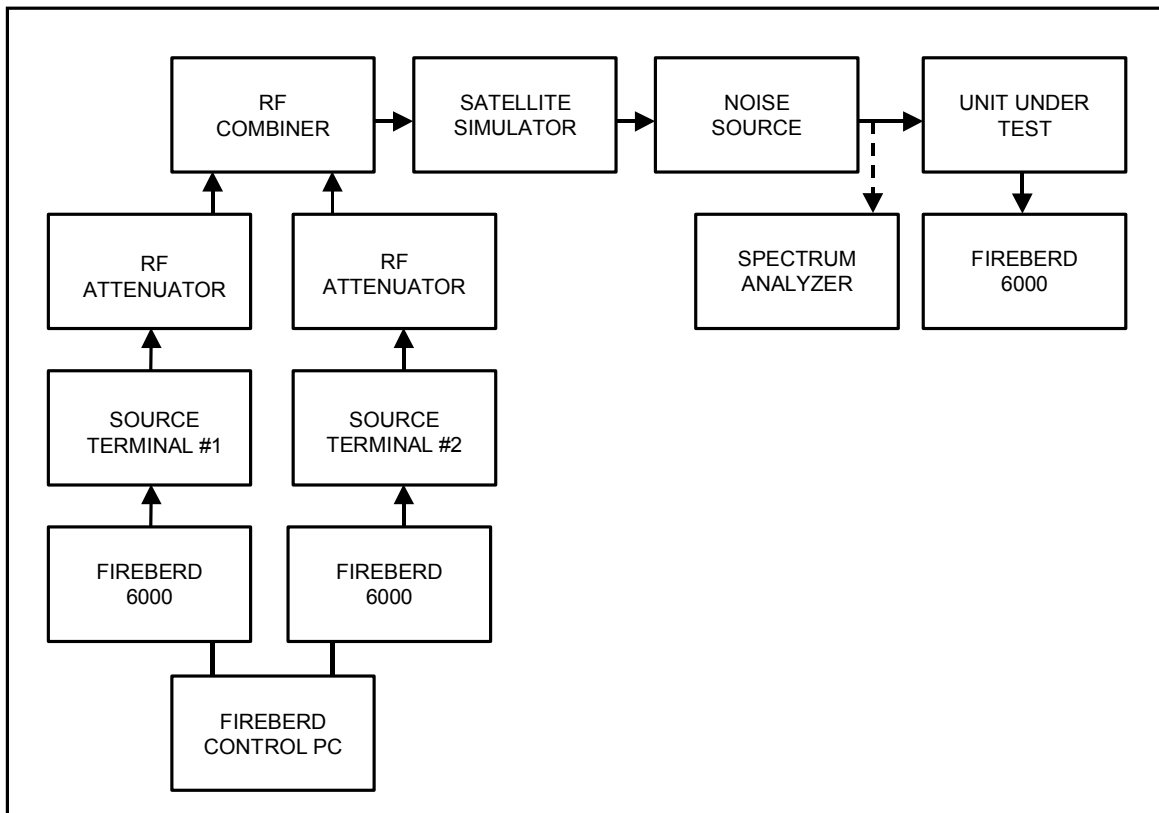 RF
COMBINER
SATELLITE
SIMULATOR
NOISE
SOURCE
UNIT UNDER
TEST
RF
ATTENUATOR
RF
ATTENUATOR
SPECTRUM
ANALYZER
FIREBERD
6000
SOURCE
TERMINAL #1
SOURCE
TERMINAL #2
FIREBERD
6000
FIREBERD
6000
FIREBERD
CONTROL PC